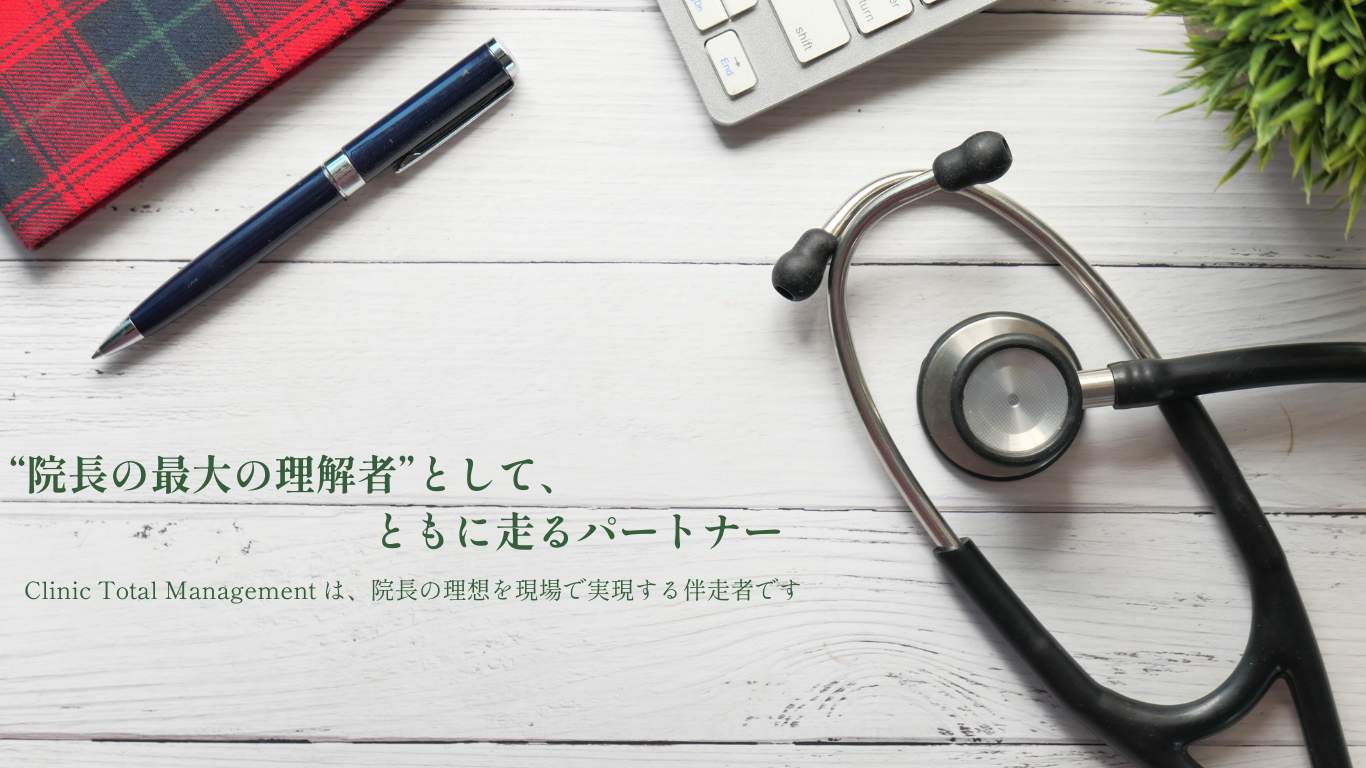 shift
End
“院長の最大の理解者”として、
ともに走るパートナー
Clinic Total Management は、院長の理想を現場で実現する伴走者です